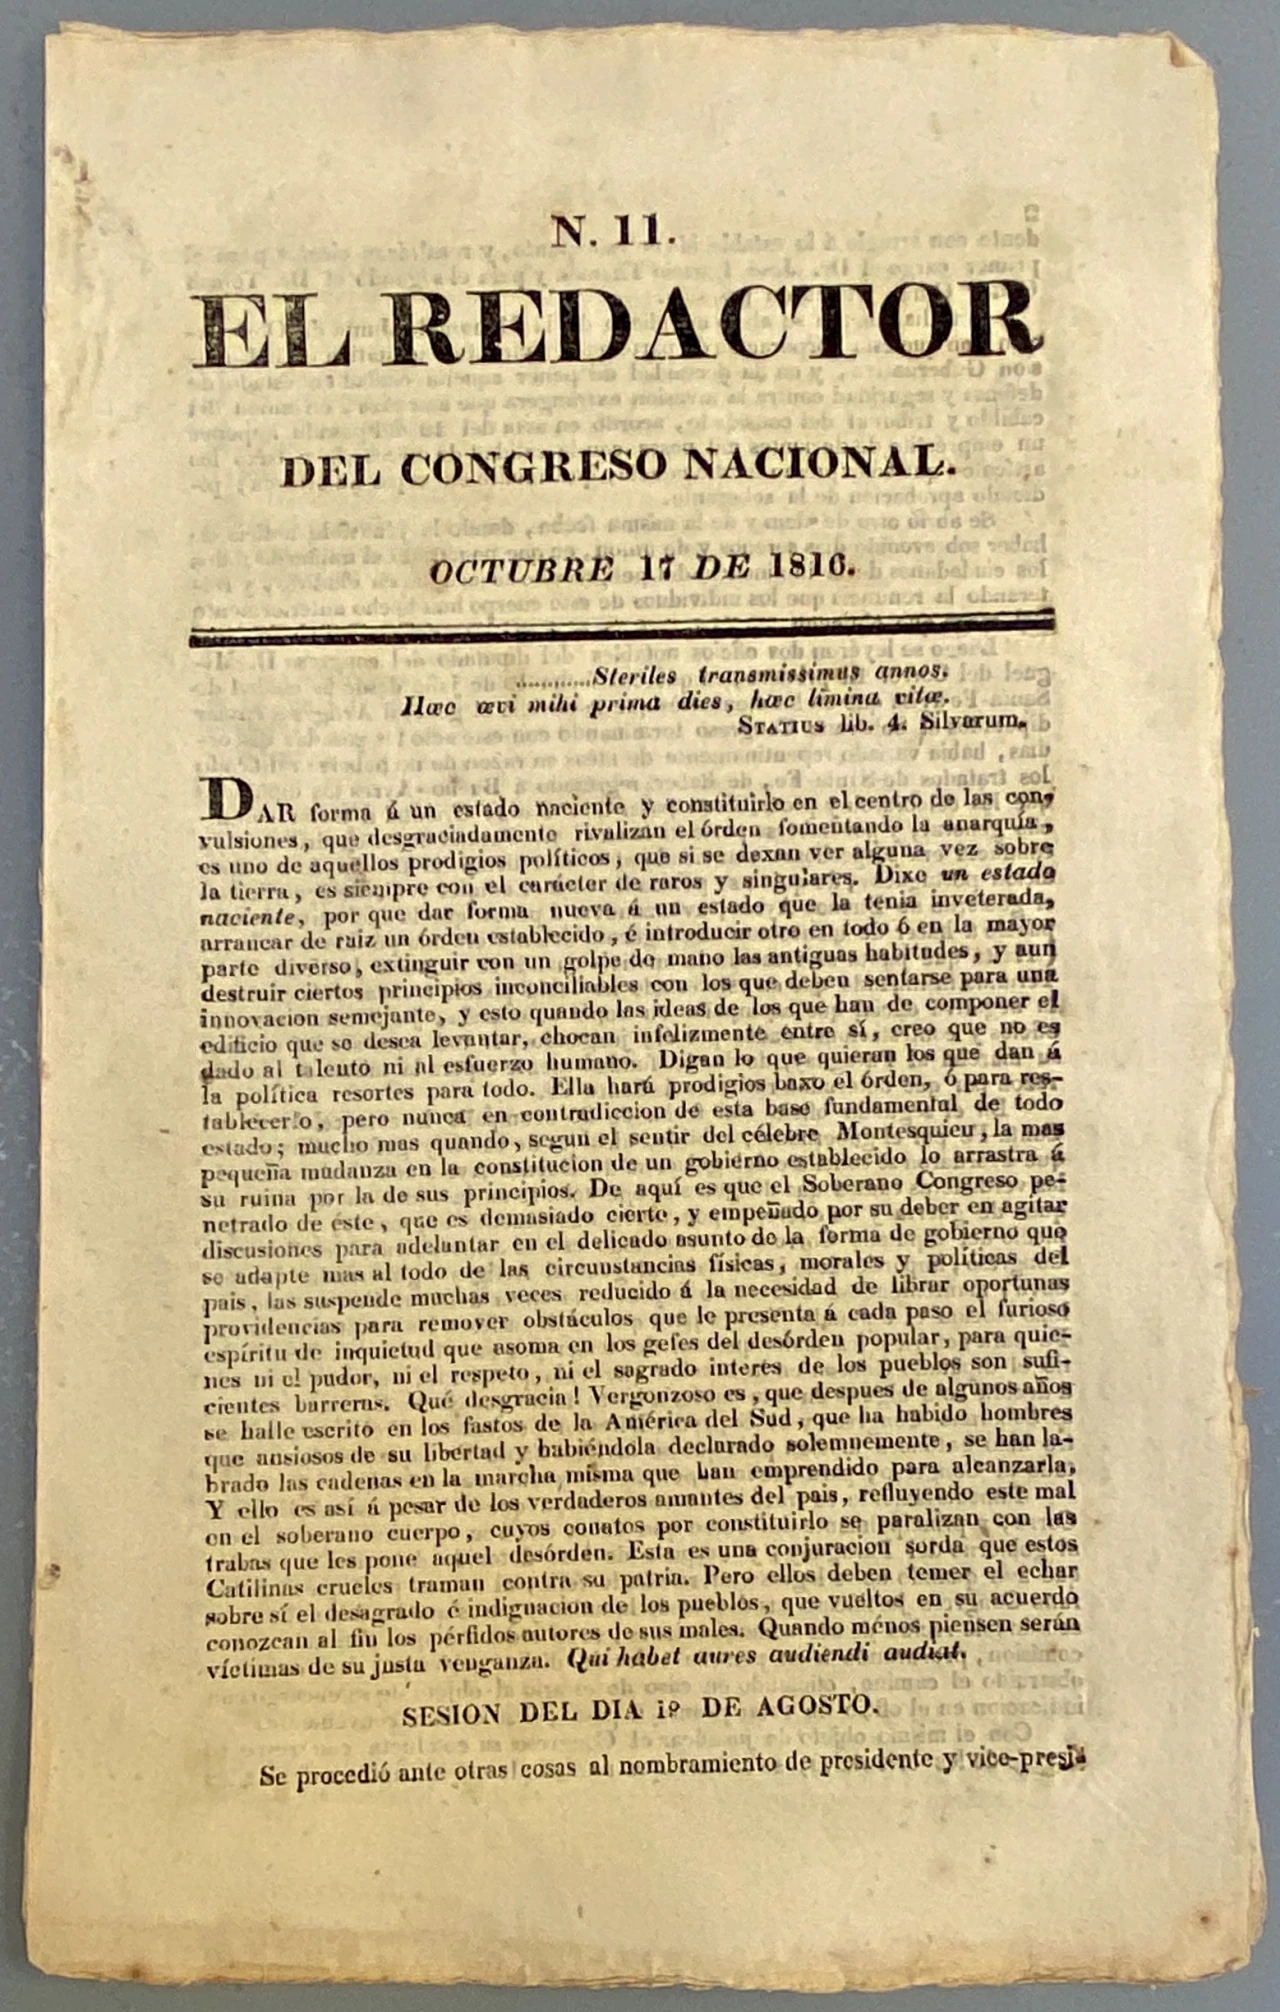 N. 11.
EL REDACTOR
DEL CONGRESO NACIONAL.
OCTUBRE 17 DE 1816.
............Steriles transmissimus annos.
Hæc ævi mihi prima dies, hæc limina vitæ.
STATIUS lib. 4. Silvarum.
DAR forma á un estado naciente y constituirlo en el centro de las con-
vulsiones, que desgraciadamente rivalizan el órden fomentando la anarquía,
es uno de aquellos prodigios políticos, que si se dexan ver alguna vez sobre
la tierra, es siempre con el carácter de raros y singulares. Dixe un estado
naciente, por que dar forma nueva á un estado que la tenia inveterada,
arrancar de raiz un órden establecido, é introducir otro en todo ó en la mayor
parte diverso, extinguir con un golpe de mano las antiguas habitudes, y aun
destruir ciertos principios inconciliables con los que deben sentarse para una
innovacion semejante, y esto quando las ideas de los que han de componer el
edificio que se desea levantar, chocan infelizmente entre sí, creo que no es
dado al talento ni al esfuerzo humano. Digan lo que quieran los que dan á
la política resortes para todo. Ella hará prodigios baxo el órden, ó para res-
tablecerlo, pero nunca en contradiccion de esta base fundamental de todo
estado; mucho mas quando, segun el sentir del célebre Montesquieu, la mas
pequeña mudanza en la constitucion de un gobierno establecido lo arrastra á
su ruina por la de sus principios. De aquí es que el Soberano Congreso pe-
netrado de éste, que es demasiado cierto, y empeñado por su deber en agitar
discusiones para adelantar en el delicado asunto de la forma de gobierno que
se adapte mas al todo de las circunstancias físicas, morales y políticas del
pais, las suspende muchas veces reducido á la necesidad de librar oportunas
providencias para remover obstáculos que le presenta á cada paso el furioso
espíritu de inquietud que asoma en los gefes del desórden popular, para quie-
nes ni el pudor, ni el respeto, ni el sagrado interes de los pueblos son sufi-
cientes barreras. Qué desgracia! Vergonzoso es, que despues de algunos años
se halle escrito en los fastos de la América del Sud, que ha habido hombres
que ansiosos de su libertad y habiéndola declarado solemnemente, se han la-
brado las cadenas en la marcha misma que han emprendido para alcanzarla.
Y ello es así á pesar de los verdaderos amantes del pais, refluyendo este mal
en el soberano cuerpo, cuyos conatos por constituirlo se paralizan con las
trabas que les pone aquel desórden. Esta es una conjuracion sorda que estos
Catilinas crueles traman contra su patria. Pero ellos deben temer el echar
sobre sí el desagrado é indignacion de los pueblos, que vueltos en su acuerdo
conozcan al fin los pérfidos autores de sus males. Quando ménos piensen serán
víctimas de su justa venganza. Qui habet aures audiendi audiat.
SESION DEL DIA 1º DE AGOSTO.
Se procedió ante otras cosas al nombramiento de presidente y vice-presi-